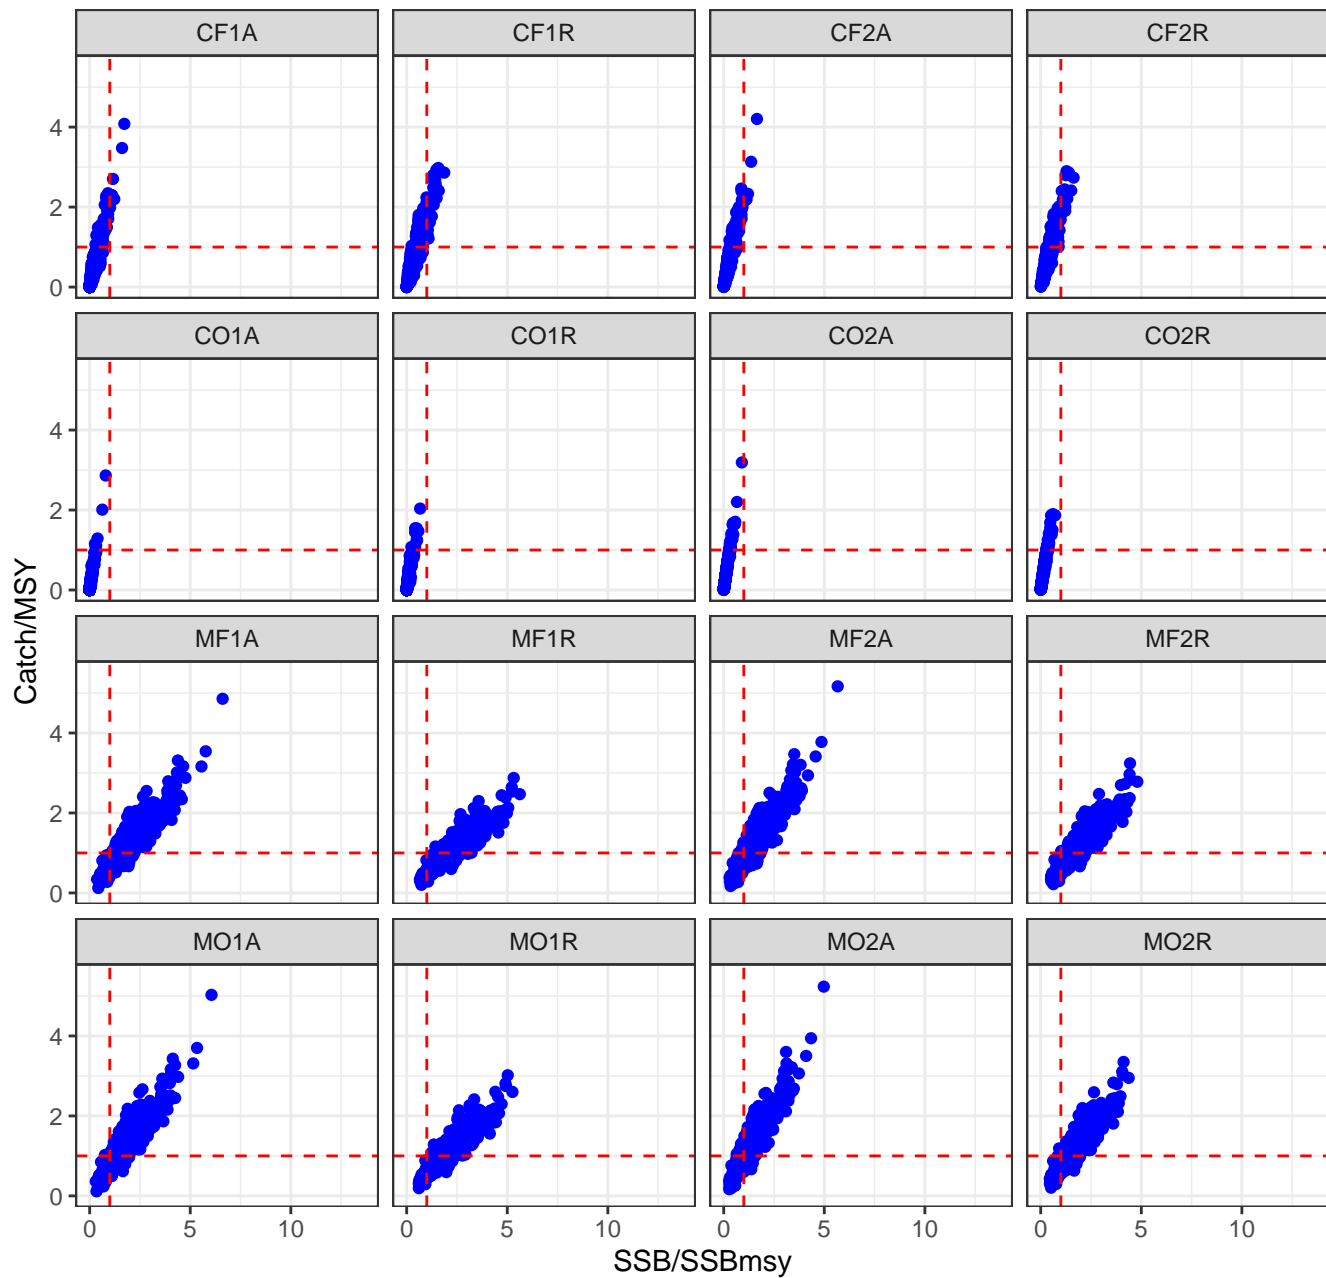 CF1A CF1R CF2A CF2R
4
2
0
CO1A CO1R CO2A CO2R
4
2
0
MF1A MF1R MF2A MF2R
4
2
0
MO1A MO1R MO2A MO2R
4
2
0
0 5 10 0 5 10 0 5 10 0 5 10
SSB/SSBmsy
Catch/MSY